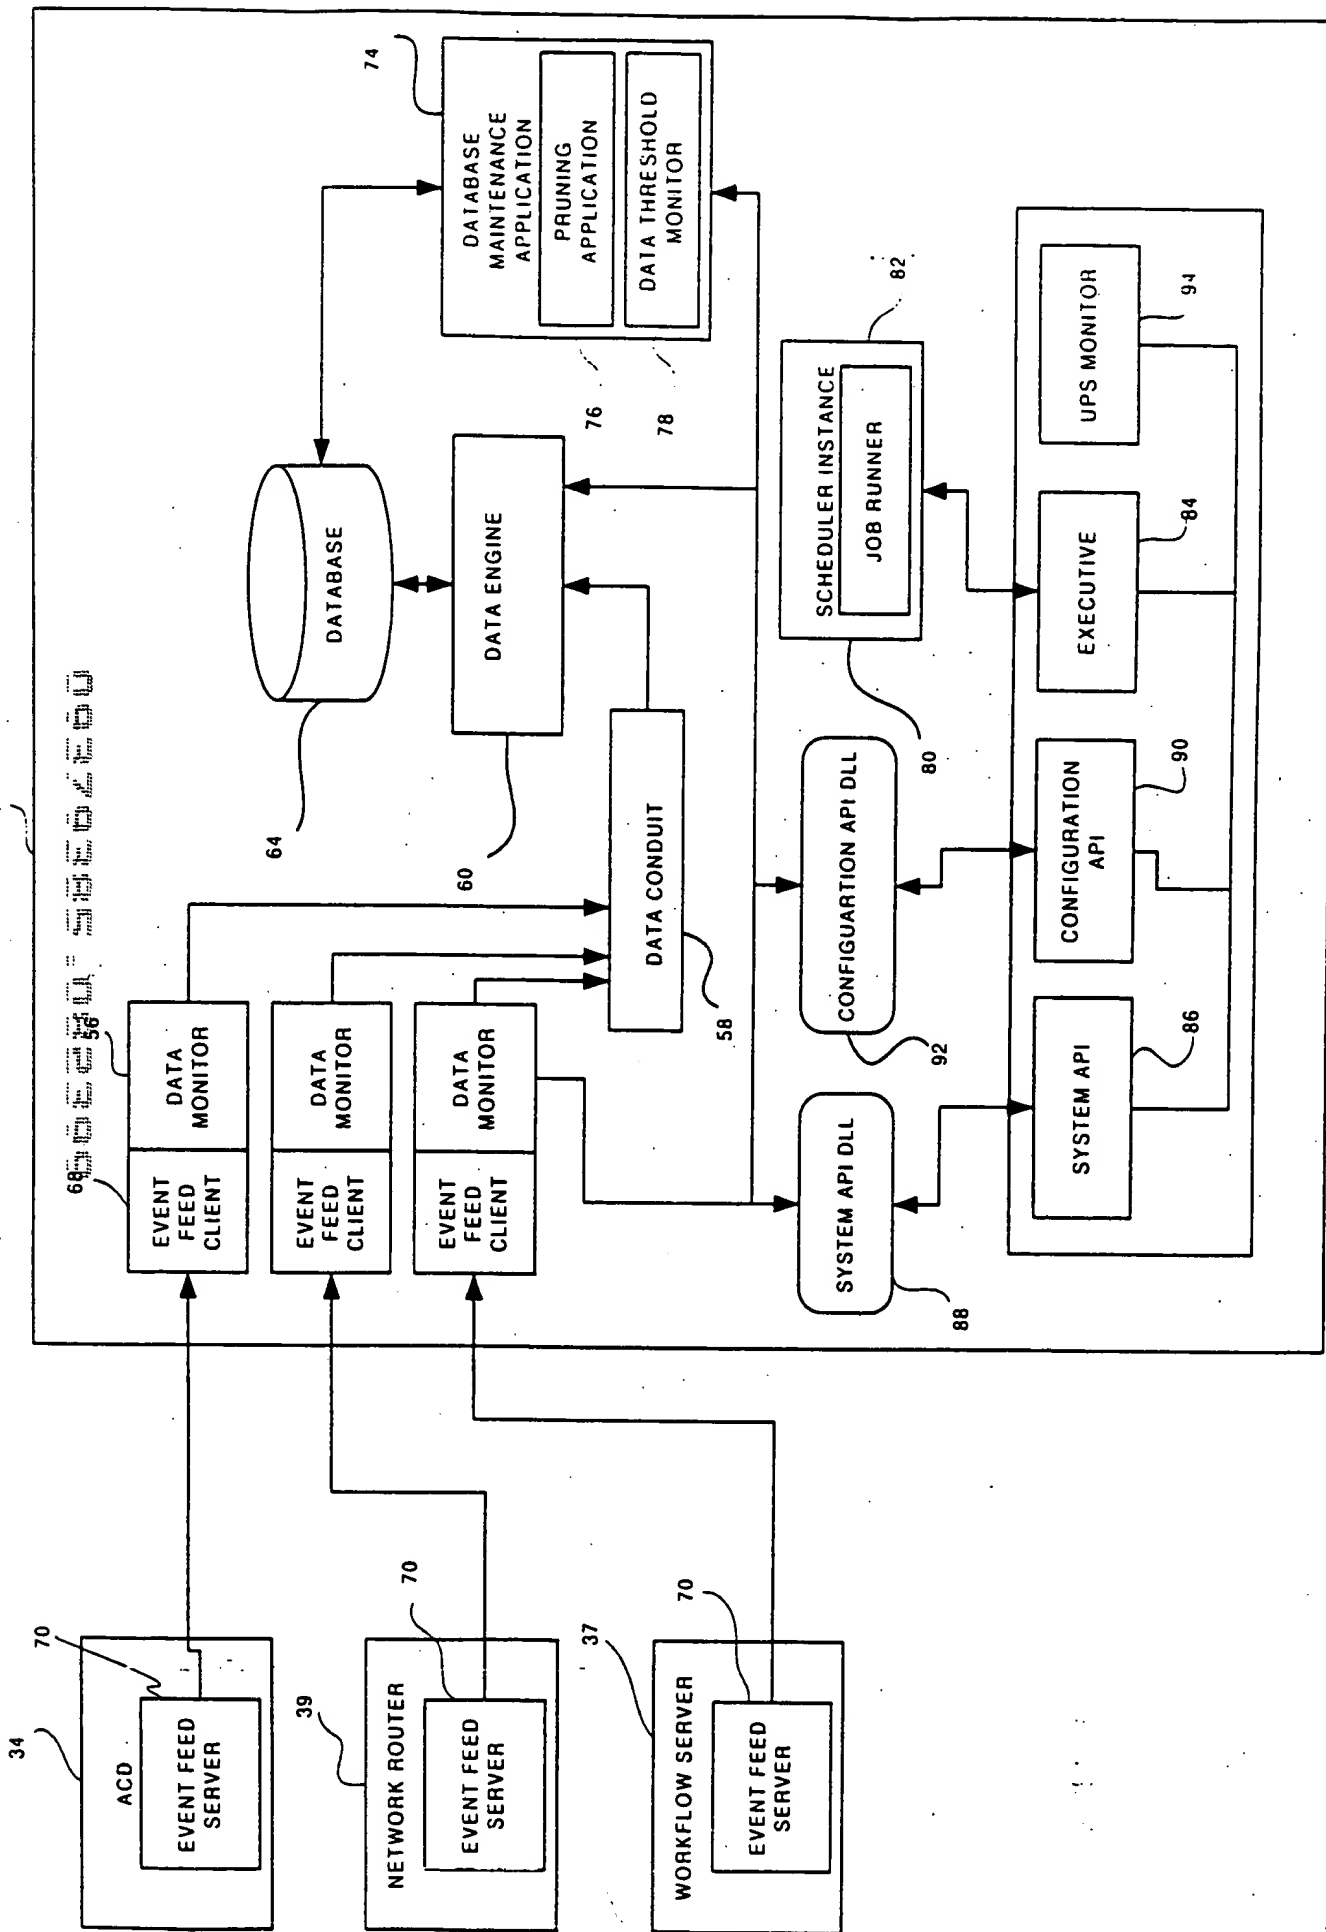 34
ACD
70
EVENT FEED
SERVER
39
NETWORK ROUTER
70
EVENT FEED
SERVER
37
WORKFLOW SERVER
70
EVENT FEED
SERVER
68
56
EVENT
FEED
CLIENT
DATA
MONITOR
EVENT
FEED
CLIENT
DATA
MONITOR
EVENT
FEED
CLIENT
DATA
MONITOR
64
DATABASE
60
DATA ENGINE
DATA CONDUIT
58
74
DATABASE
MAINTENANCE
APPLICATION
PRUNING
APPLICATION
DATA THRESHOLD
MONITOR
76
78
SYSTEM API DLL
88
CONFIGUARTION API DLL
92
SCHEDULER INSTANCE
JOB RUNNER
80
82
SYSTEM API
86
CONFIGURATION
API
90
EXECUTIVE
84
UPS MONITOR
94